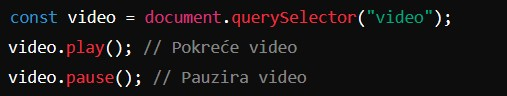 const video = document.querySelector("video");
video.play(); // Pokreće video
video.pause(); // Pauzira video